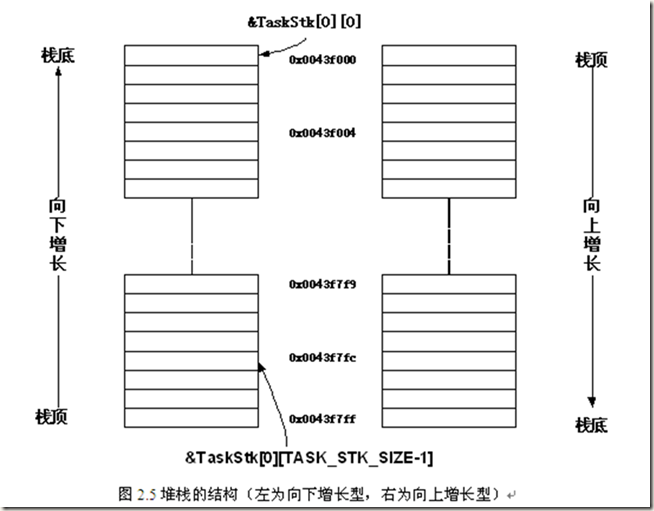 &TaskStk[0][0]
栈底
0x0043f000
栈顶
0x0043f004
向下增长
向上增长
0x0043f7f9
0x0043f7fc
栈顶
0x0043f7ff
栈底
&TaskStk[0][TASK_STK_SIZE-1]
图 2.5 堆栈的结构（左为向下增长型，右为向上增长型）